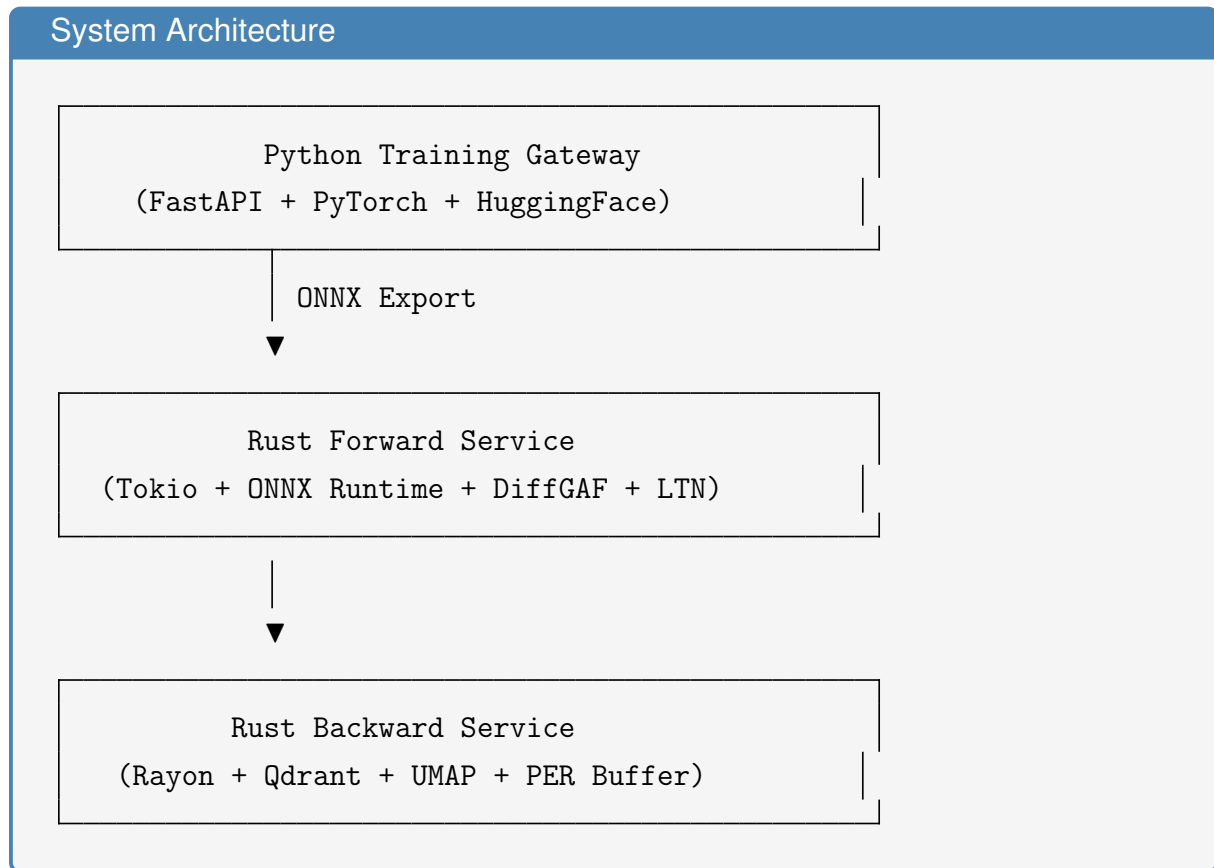 System Architecture
Python Training Gateway
(FastAPI + PyTorch + HuggingFace)
ONNX Export
Rust Forward Service
(Tokio + ONNX Runtime + DiffGAF + LTN)
Rust Backward Service
(Rayon + Qdrant + UMAP + PER Buffer)